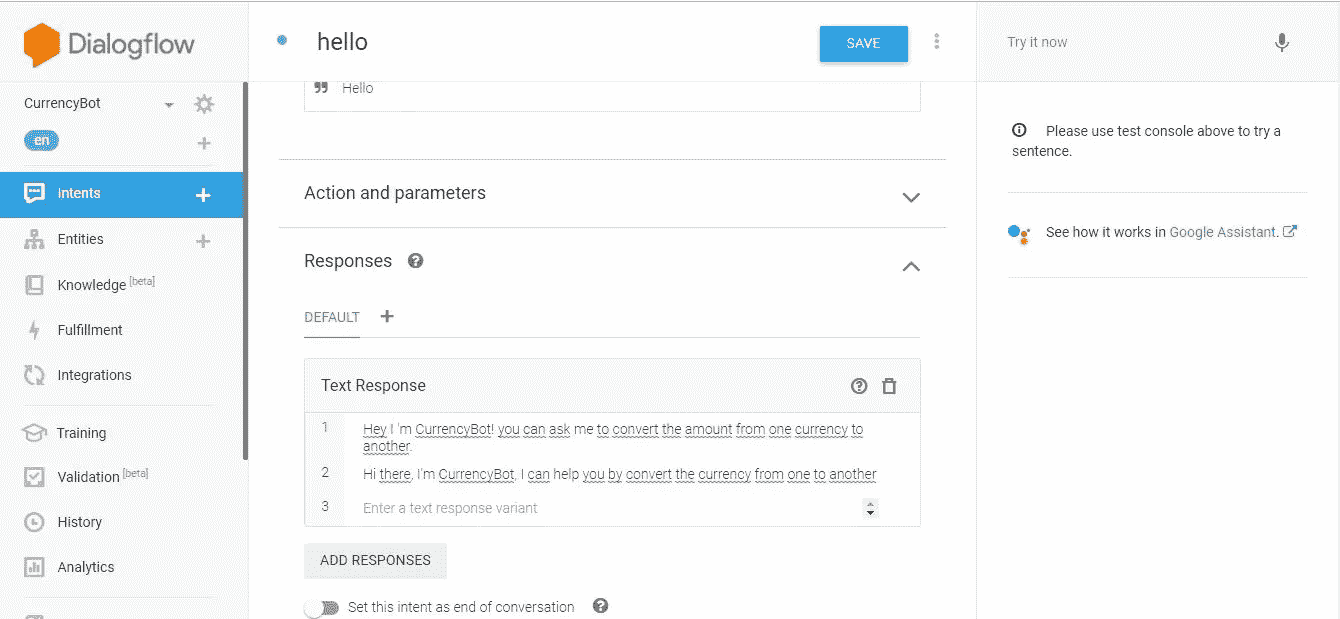 Dialogflow
CurrencyBot
en
Intents
Entities
Knowledge [beta]
Fulfillment
Integrations
Training
Validation [beta]
History
Analytics
hello
SAVE
Hello
Action and parameters
Responses
DEFAULT
Text Response
1 Hey I 'm CurrencyBot! you can ask me to convert the amount from one currency to
another.
2 Hi there, I'm CurrencyBot, I can help you by convert the currency from one to another
3 Enter a text response variant
ADD RESPONSES
Set this intent as end of conversation
Try it now
Please use test console above to try a
sentence.
See how it works in Google Assistant.